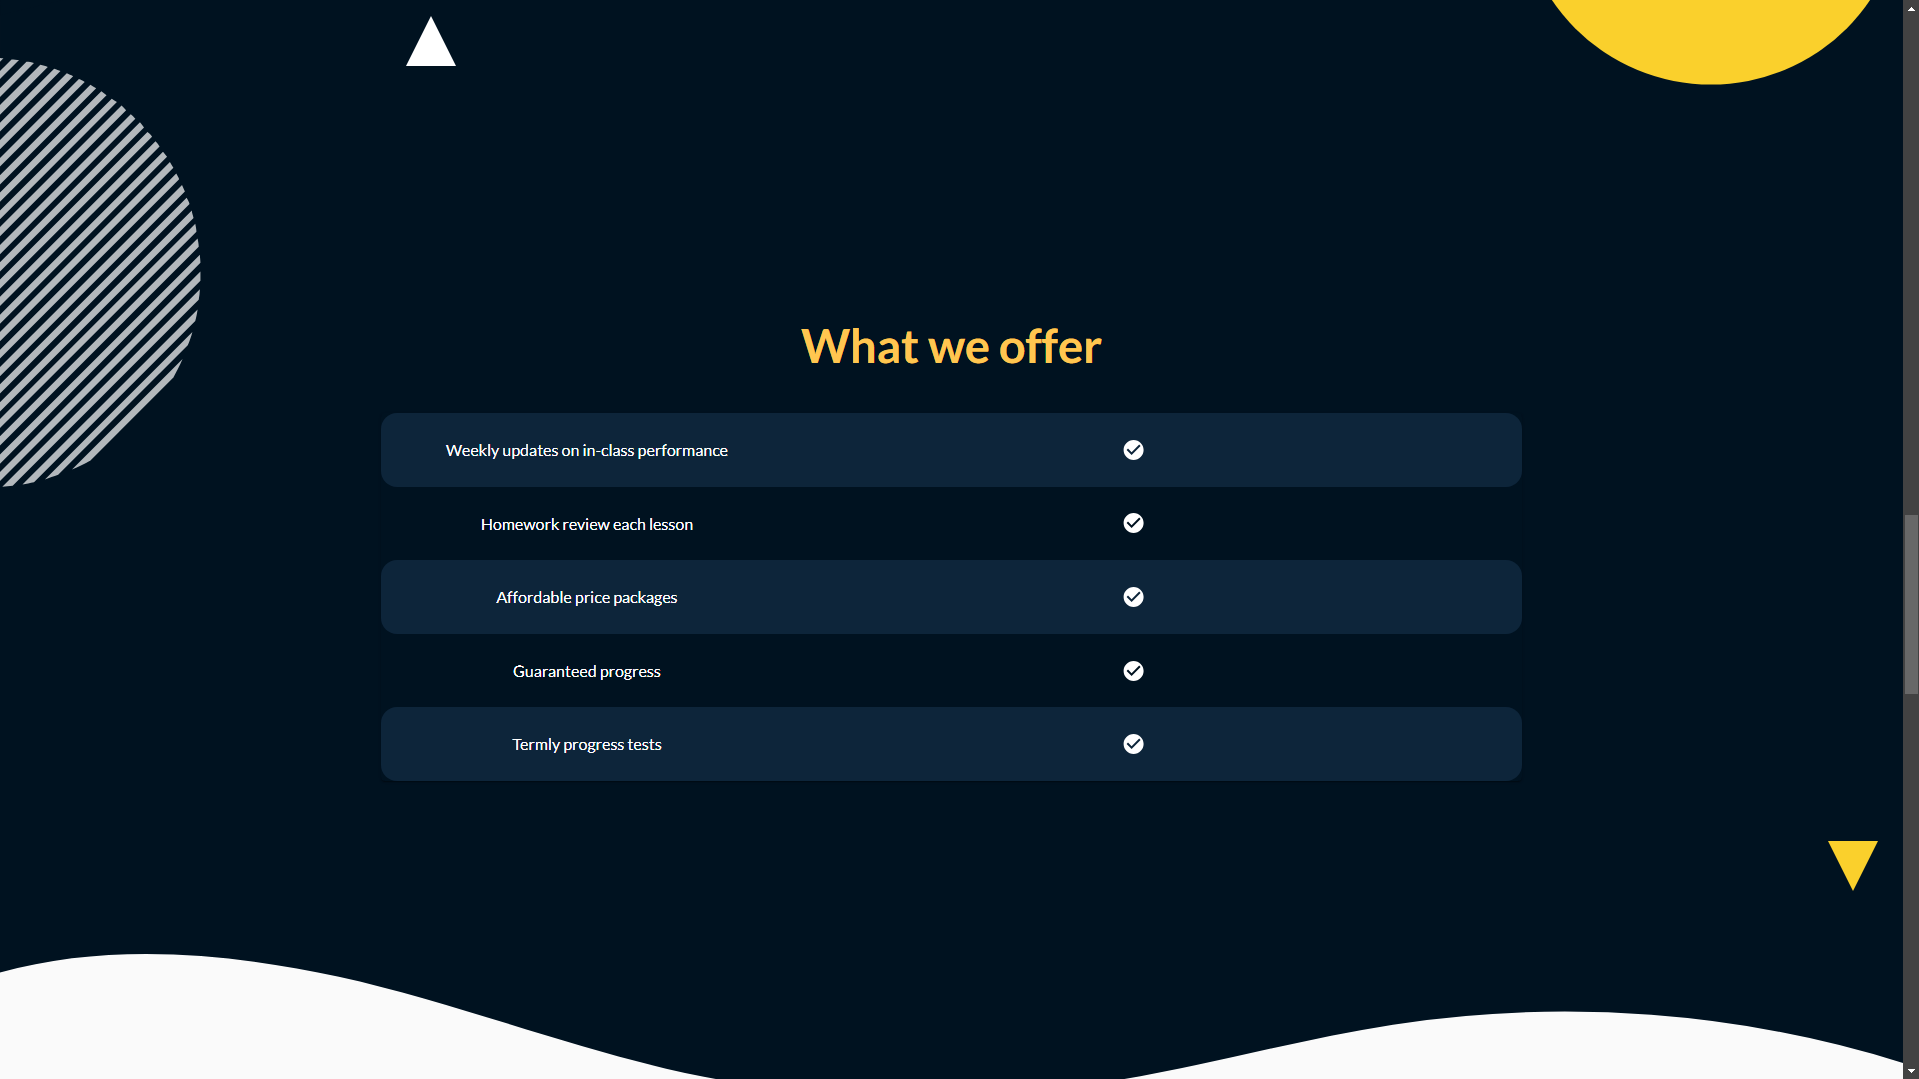 What we offer
Weekly updates on in-class performance
Homework review each lesson
Affordable price packages
Guaranteed progress
Termly progress tests